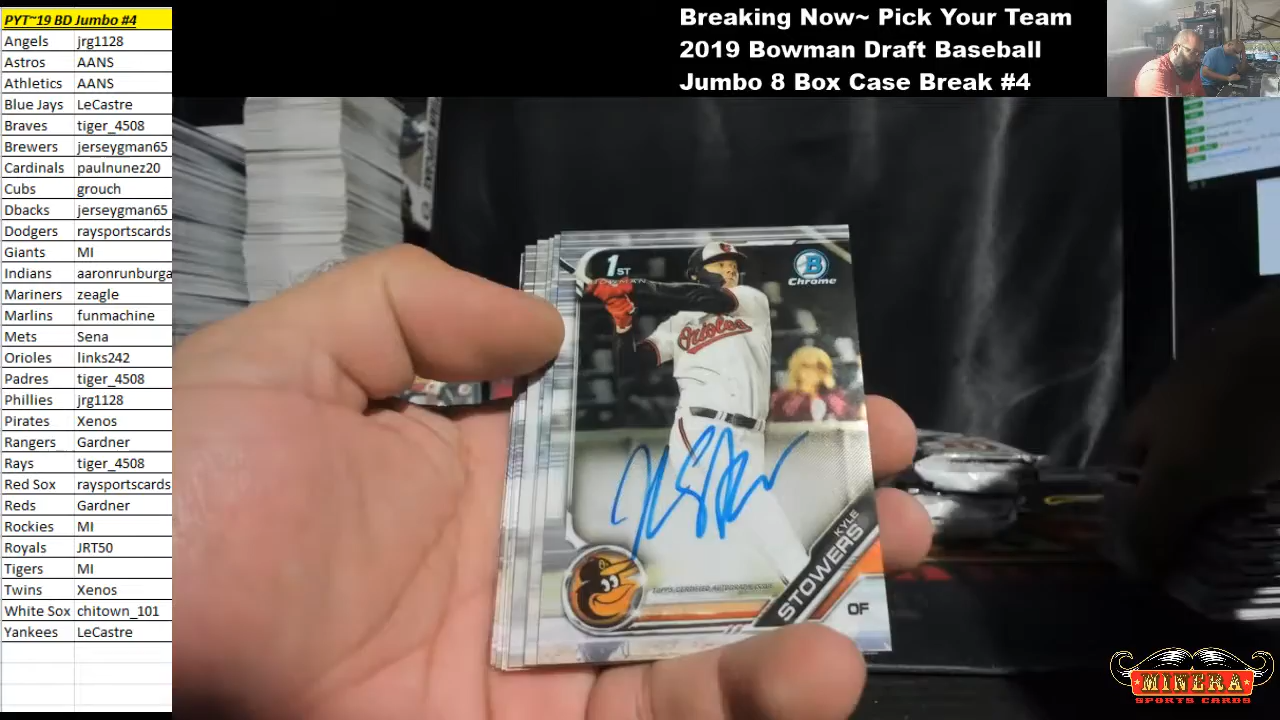 PYT~19 BD Jumbo #4
Angels jrg1128
Astros AANS
Athletics AANS
Blue Jays LeCastre
Braves tiger_4508
Brewers jerseygman65
Cardinals paulnunez20
Cubs grouch
Dbacks jerseygman65
Dodgers raysportscards
Giants MI
Indians aaronrunburga
Mariners zeagle
Marlins funmachine
Mets Sena
Orioles links242
Padres tiger_4508
Phillies jrg1128
Pirates Xenos
Rangers Gardner
Rays tiger_4508
Red Sox raysportscards
Reds Gardner
Rockies MI
Royals JRT50
Tigers MI
Twins Xenos
White Sox chitown_101
Yankees LeCastre
Breaking Now~ Pick Your Team
2019 Bowman Draft Baseball
Jumbo 8 Box Case Break #4
1ST
B
Chrome
Orioles
TOPPS CERTIFIED AUTOGRAPH ISSUE
KYLE
STOWERS
OF
MINERA
SPORTS CARDS